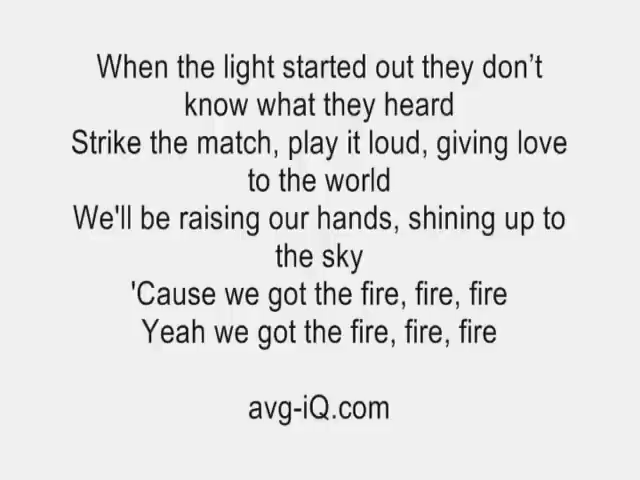 When the light started out they don’t
know what they heard
Strike the match, play it loud, giving love
to the world
We'll be raising our hands, shining up to
the sky
'Cause we got the fire, fire, fire
Yeah we got the fire, fire, fire
avg-iQ.com